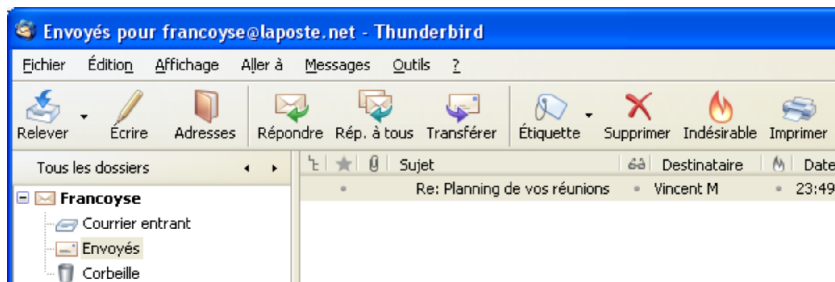 Envoyés pour francoyse@laposte.net - Thunderbird
Fichier Édition Affichage Aller à Messages Outils ?
Relever Écrire Adresses Répondre Rép. à tous Transférer Étiquette Supprimer Indésirable Imprimer
Tous les dossiers Sujet Destinataire Date
Re: Planning de vos réunions Vincent M 23:49
Francoyse
Courrier entrant
Envoyés
Corbeille